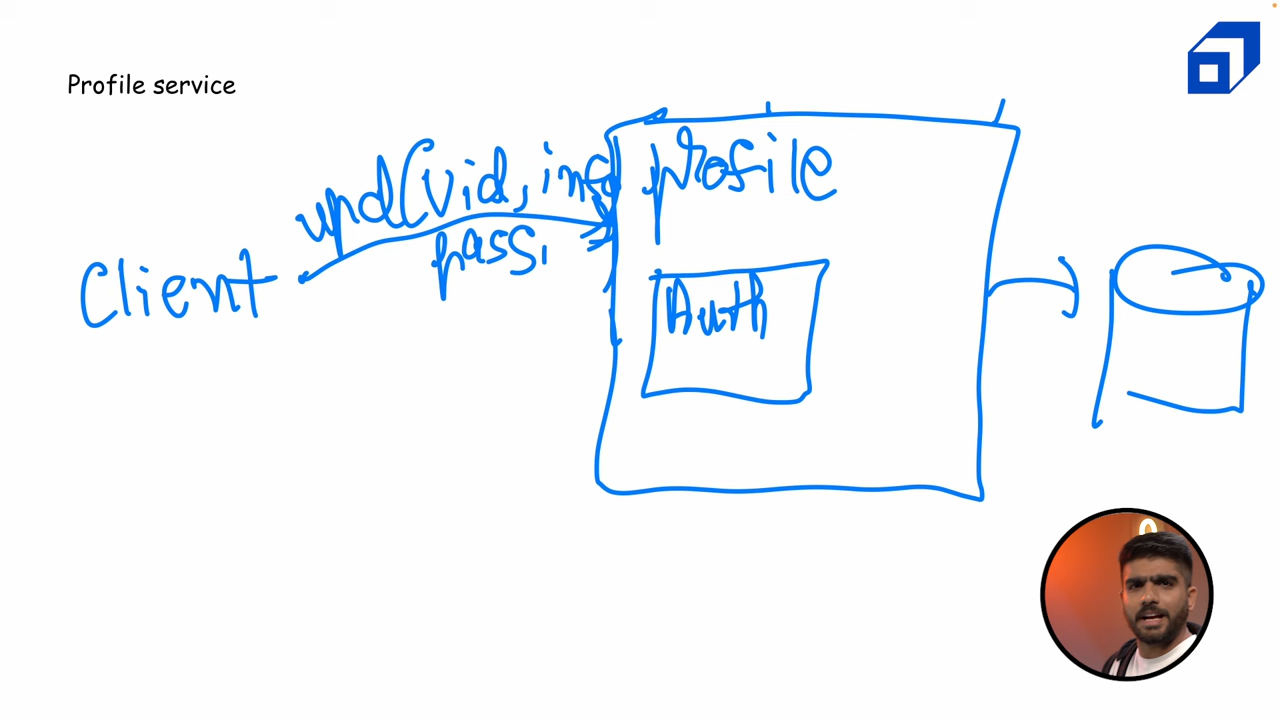 Profile service
upd(uid, info
pass,
Client
profile
Auth